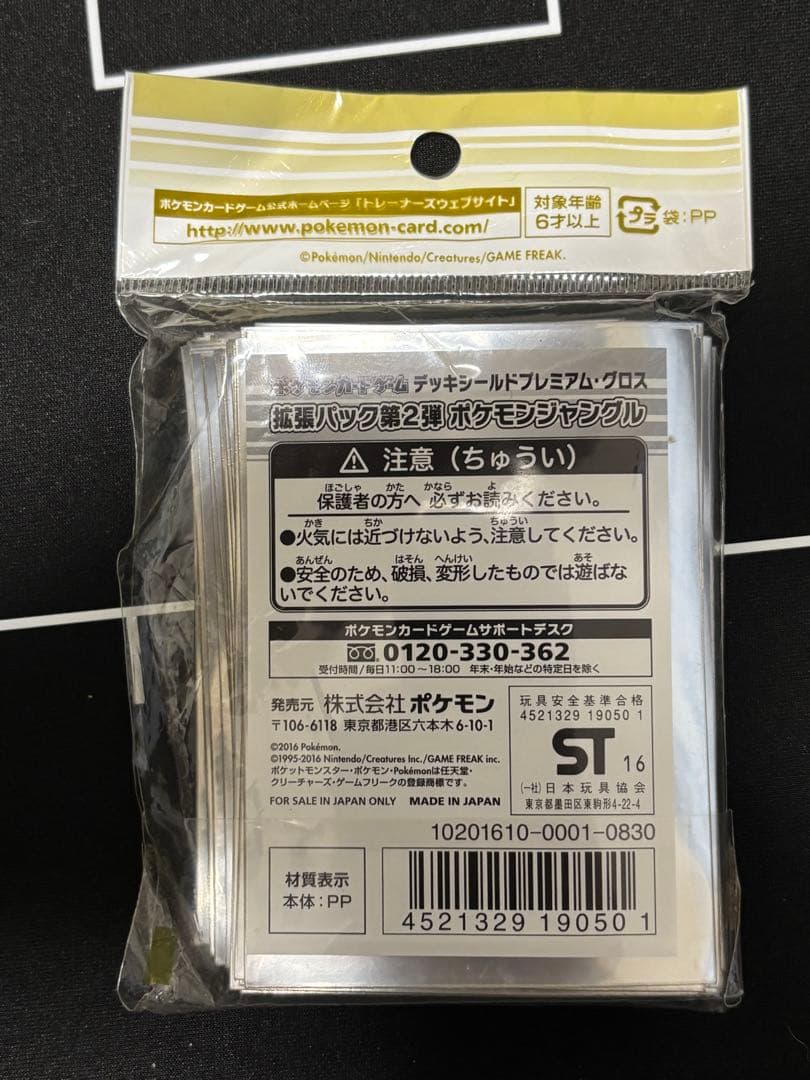 ポケモンカードゲーム公式ホームページ「トレーナーズウェブサイト」
http://www.pokemon-card.com/
対象年齢
6才以上
プラ 袋：PP
©Pokémon/Nintendo/Creatures/GAME FREAK.
ポケモンカードゲーム デッキシールドプレミアム・グロス
拡張パック第2弾 ポケモンジャングル
⚠ 注意（ちゅうい）
ほごしゃ かた かなら よ
保護者の方へ 必ずお読みください。
かき ちか ちゅうい
●火気には近づけないよう、注意してください。
あんぜん はそん へんけい あそ
●安全のため、破損、変形したものでは遊ばな
いでください。
ポケモンカードゲームサポートデスク
0120-330-362
受付時間/毎日11:00〜18:00 年末・年始などの特定日を除く
発売元 株式会社 ポケモン
〒106-6118 東京都港区六本木6-10-1
©2016 Pokémon.
©1995-2016 Nintendo/Creatures Inc./GAME FREAK inc.
ポケットモンスター・ポケモン・Pokémonは任天堂・
クリーチャーズ・ゲームフリークの登録商標です。
FOR SALE IN JAPAN ONLY MADE IN JAPAN
玩具安全基準合格
4521329 19050 1
ST 16
(一社)日本玩具協会
東京都墨田区東駒形4-22-4
10201610-0001-0830
材質表示
本体：PP
4521329 190501